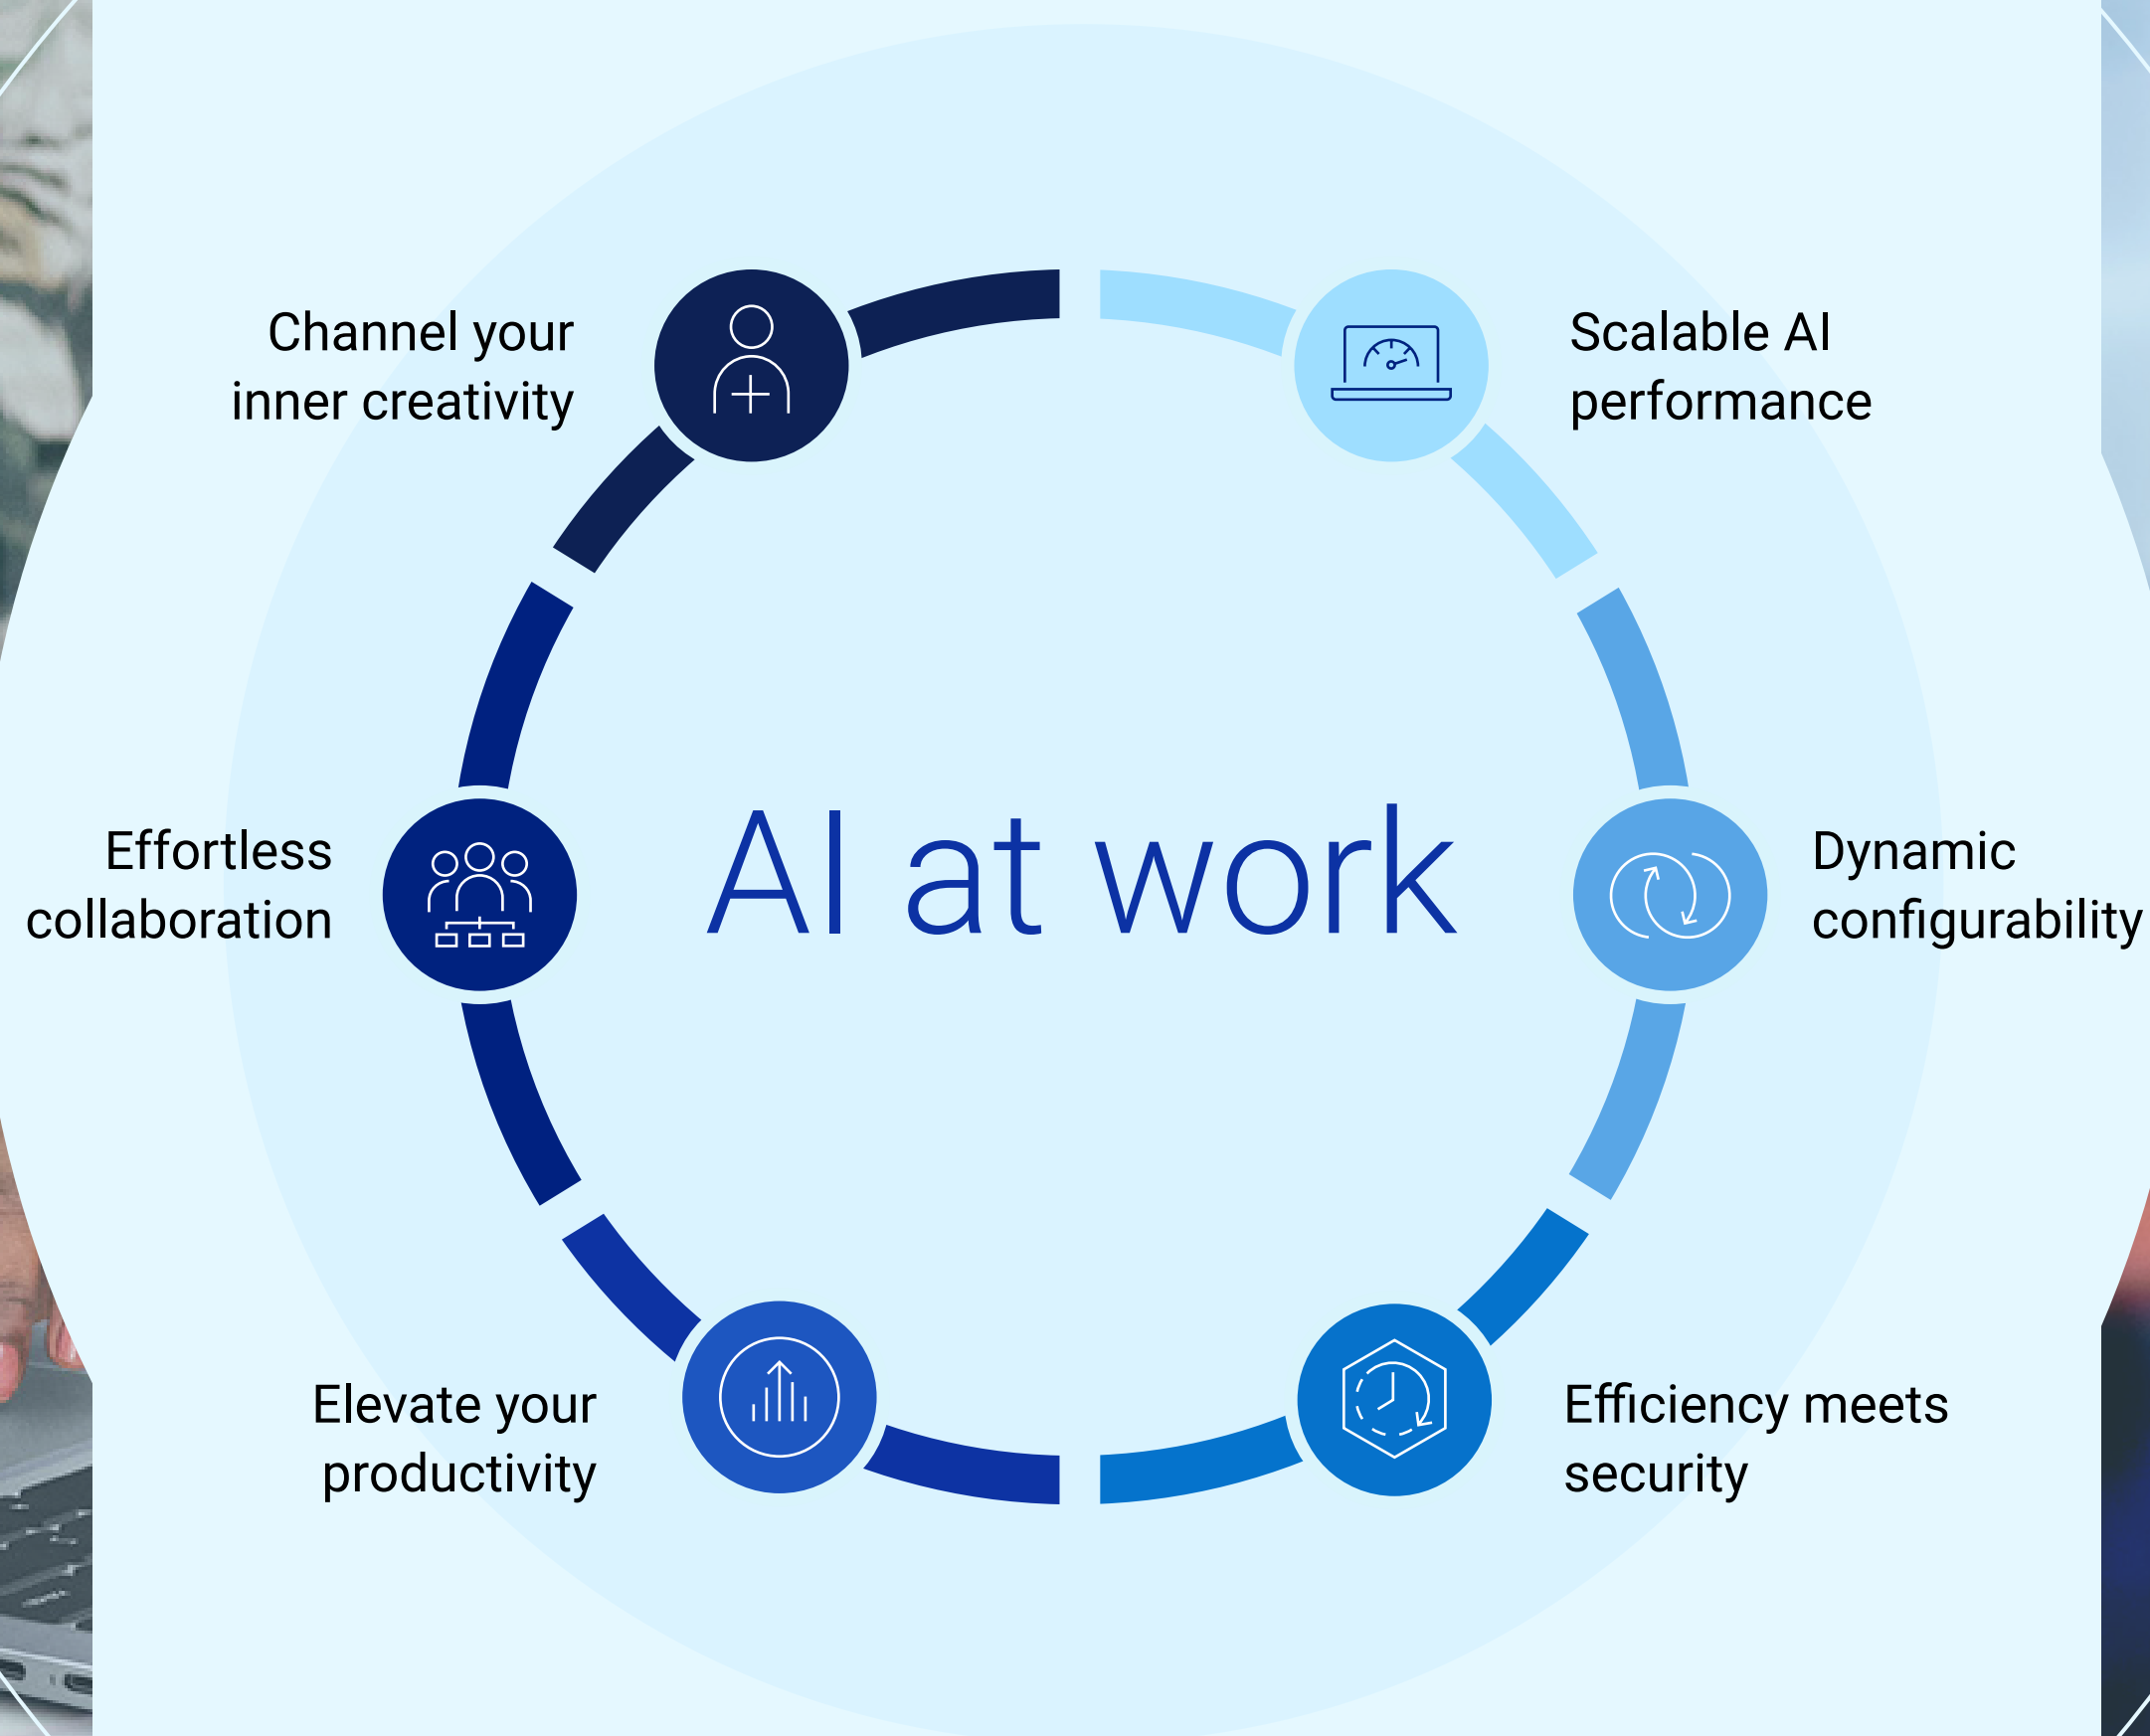 Channel your
inner creativity
Scalable AI
performance
Effortless
collaboration
AI at work
Dynamic
configurability
Elevate your
productivity
Efficiency meets
security